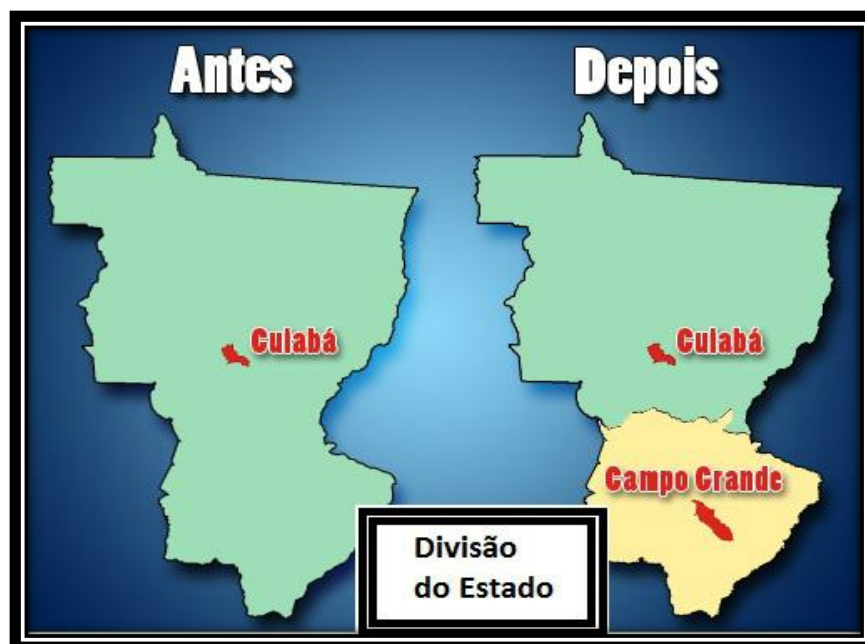 Antes
Depois
Cuiabá
Cuiabá
Campo Grande
Divisão
do Estado